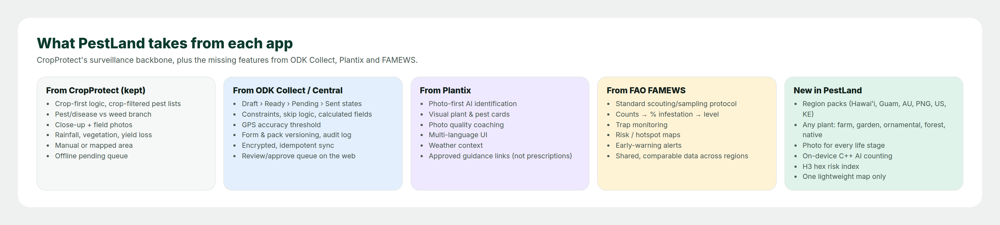 What PestLand takes from each app
CropProtect's surveillance backbone, plus the missing features from ODK Collect, Plantix and FAMEWS.
From CropProtect (kept)
• Crop-first logic, crop-filtered pest lists
• Pest/disease vs weed branch
• Close-up + field photos
• Rainfall, vegetation, yield loss
• Manual or mapped area
• Offline pending queue
From ODK Collect / Central
• Draft › Ready › Pending › Sent states
• Constraints, skip logic, calculated fields
• GPS accuracy threshold
• Form & pack versioning, audit log
• Encrypted, idempotent sync
• Review/approve queue on the web
From Plantix
• Photo-first AI identification
• Visual plant & pest cards
• Photo quality coaching
• Multi-language UI
• Weather context
• Approved guidance links (not prescriptions)
From FAO FAMEWS
• Standard scouting/sampling protocol
• Counts → % infestation → level
• Trap monitoring
• Risk / hotspot maps
• Early-warning alerts
• Shared, comparable data across regions
New in PestLand
• Region packs (Hawaiʻi, Guam, AU, PNG, US,
KE)
• Any plant: farm, garden, ornamental, forest,
native
• Photo for every life stage
• On-device C++ AI counting
• H3 hex risk index
• One lightweight map only